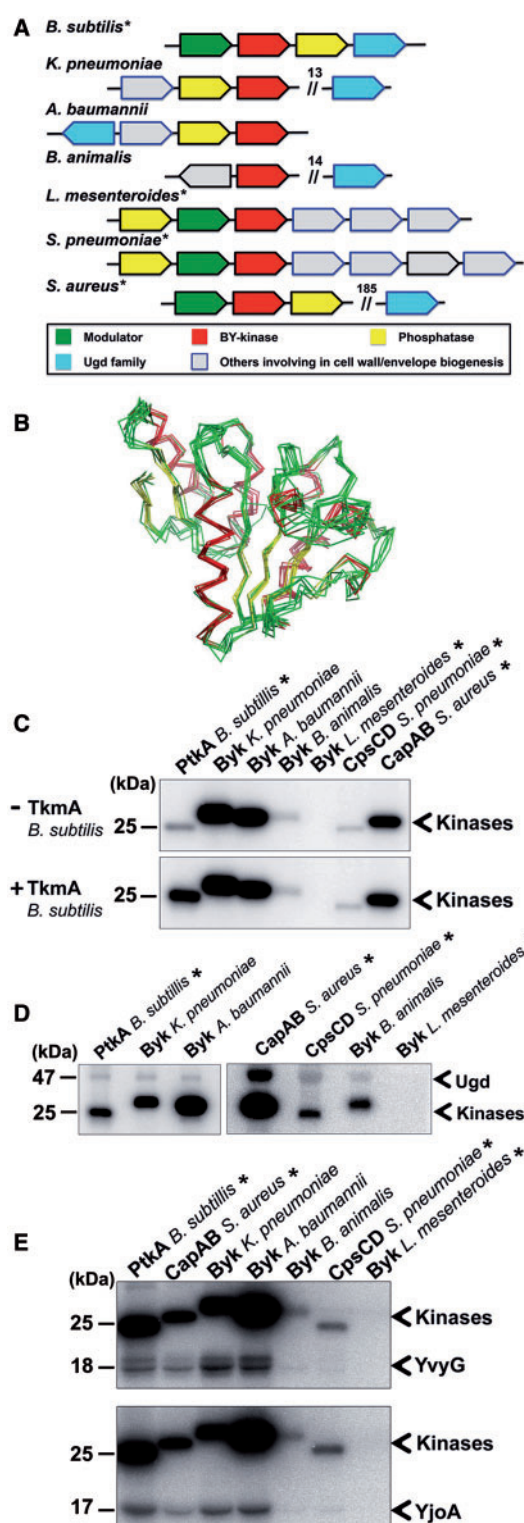 A
B. subtilis*
K. pneumoniae
13
//
A. baumannii
B. animalis
14
//
L. mesenteroides*
S. pneumoniae*
S. aureus*
185
//
Modulator BY-kinase Phosphatase
Ugd family Others involving in cell wall/envelope biogenesis
B
C
PtkA B. subtillis *
Byk K. pneumoniae
Byk A. baumannii
Byk B. animalis
Byk L. mesenteroides *
CpsCD S. pneumoniae *
CapAB S. aureus *
(kDa)
- TkmA
B. subtilis
25
Kinases
+ TkmA
B. subtilis
25
Kinases
D
PtkA B. subtillis *
Byk K. pneumoniae
Byk A. baumannii
CapAB S. aureus *
CpsCD S. pneumoniae *
Byk B. animalis
Byk L. mesenteroides
(kDa)
47
Ugd
25
Kinases
E
PtkA B. subtillis *
CapAB S. aureus *
Byk K. pneumoniae
Byk A. baumannii
Byk B. animalis
CpsCD S. pneumoniae *
Byk L. mesenteroides *
(kDa)
25
Kinases
18
YvyG
25
Kinases
17
YjoA